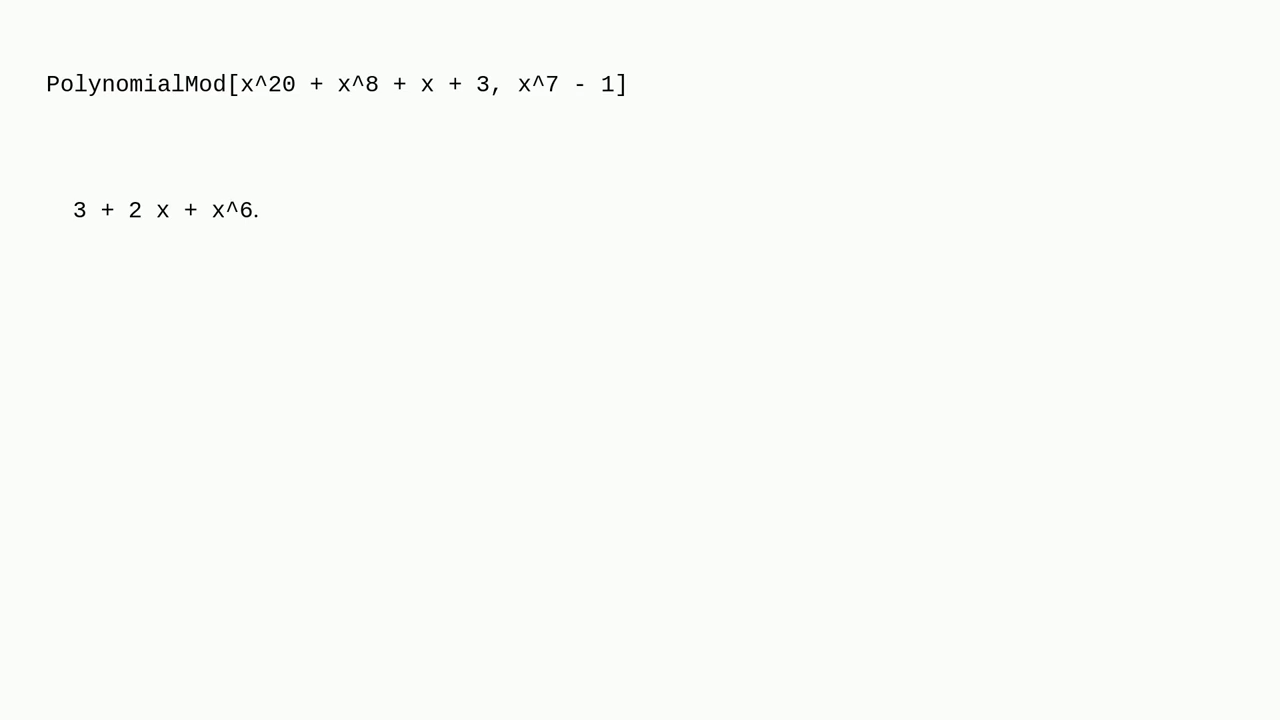 PolynomialMod[x^20 + x^8 + x + 3, x^7 - 1]
3 + 2 x + x^6.